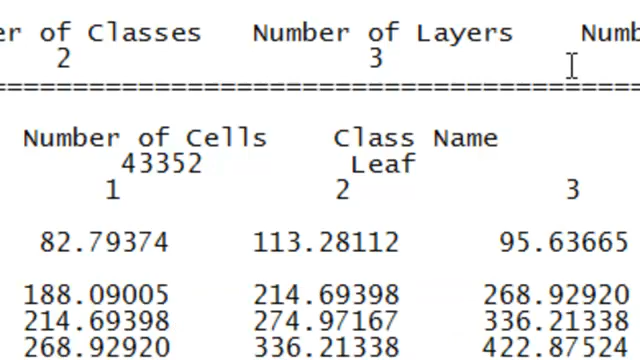 er of Classes Number of Layers Numb
2 3
================================================
Number of Cells Class Name
43352 Leaf
1 2 3
82.79374 113.28112 95.63665
188.09005 214.69398 268.92920
214.69398 274.97167 336.21338
268.92920 336.21338 422.87524